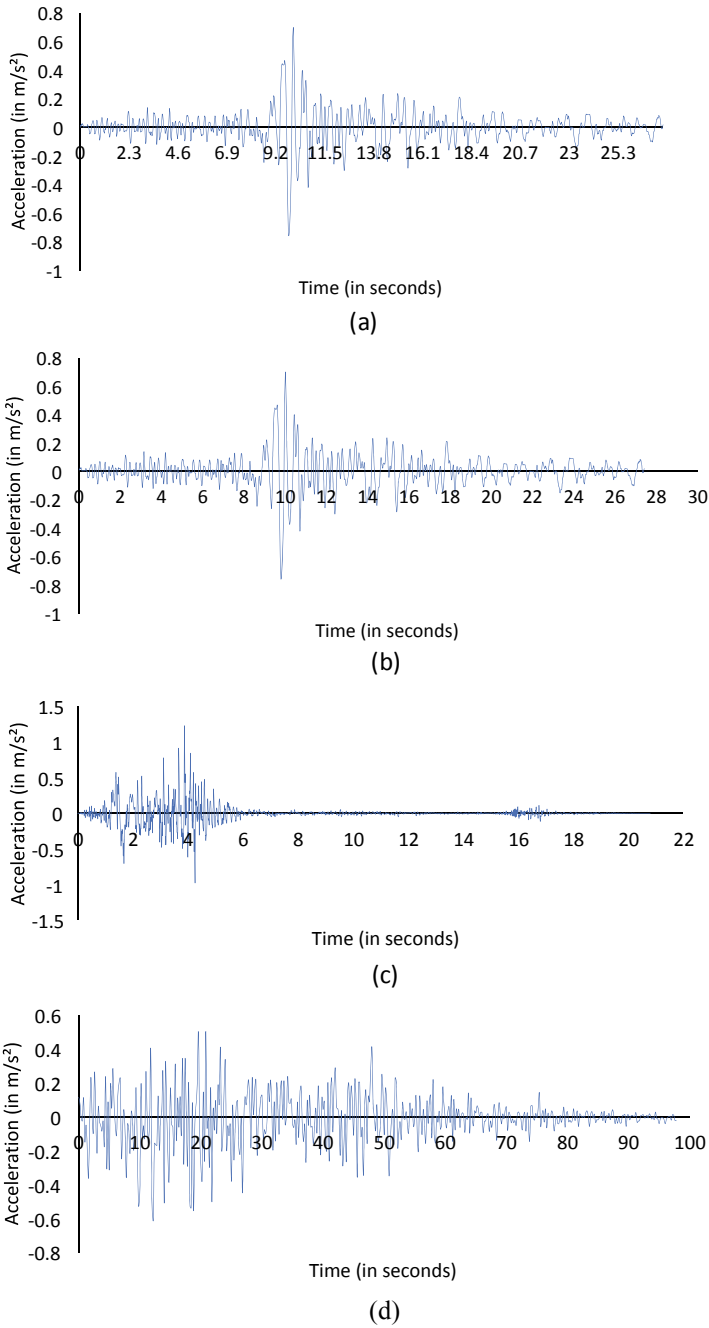 0.8
0.6
0.4
0.2
0
-0.2
-0.4
-0.6
-0.8
-1
Acceleration (in m/s²)
0 2.3 4.6 6.9 9.2 11.5 13.8 16.1 18.4 20.7 23 25.3
Time (in seconds)
(a)
0.8
0.6
0.4
0.2
0
-0.2
-0.4
-0.6
-0.8
-1
Acceleration (in m/s²)
0 2 4 6 8 10 12 14 16 18 20 22 24 26 28 30
Time (in seconds)
(b)
1.5
1
0.5
0
-0.5
-1
-1.5
Acceleration (in m/s²)
0 2 4 6 8 10 12 14 16 18 20 22
Time (in seconds)
(c)
0.6
0.4
0.2
0
-0.2
-0.4
-0.6
-0.8
Acceleration (in m/s²)
0 10 20 30 40 50 60 70 80 90 100
Time (in seconds)
(d)